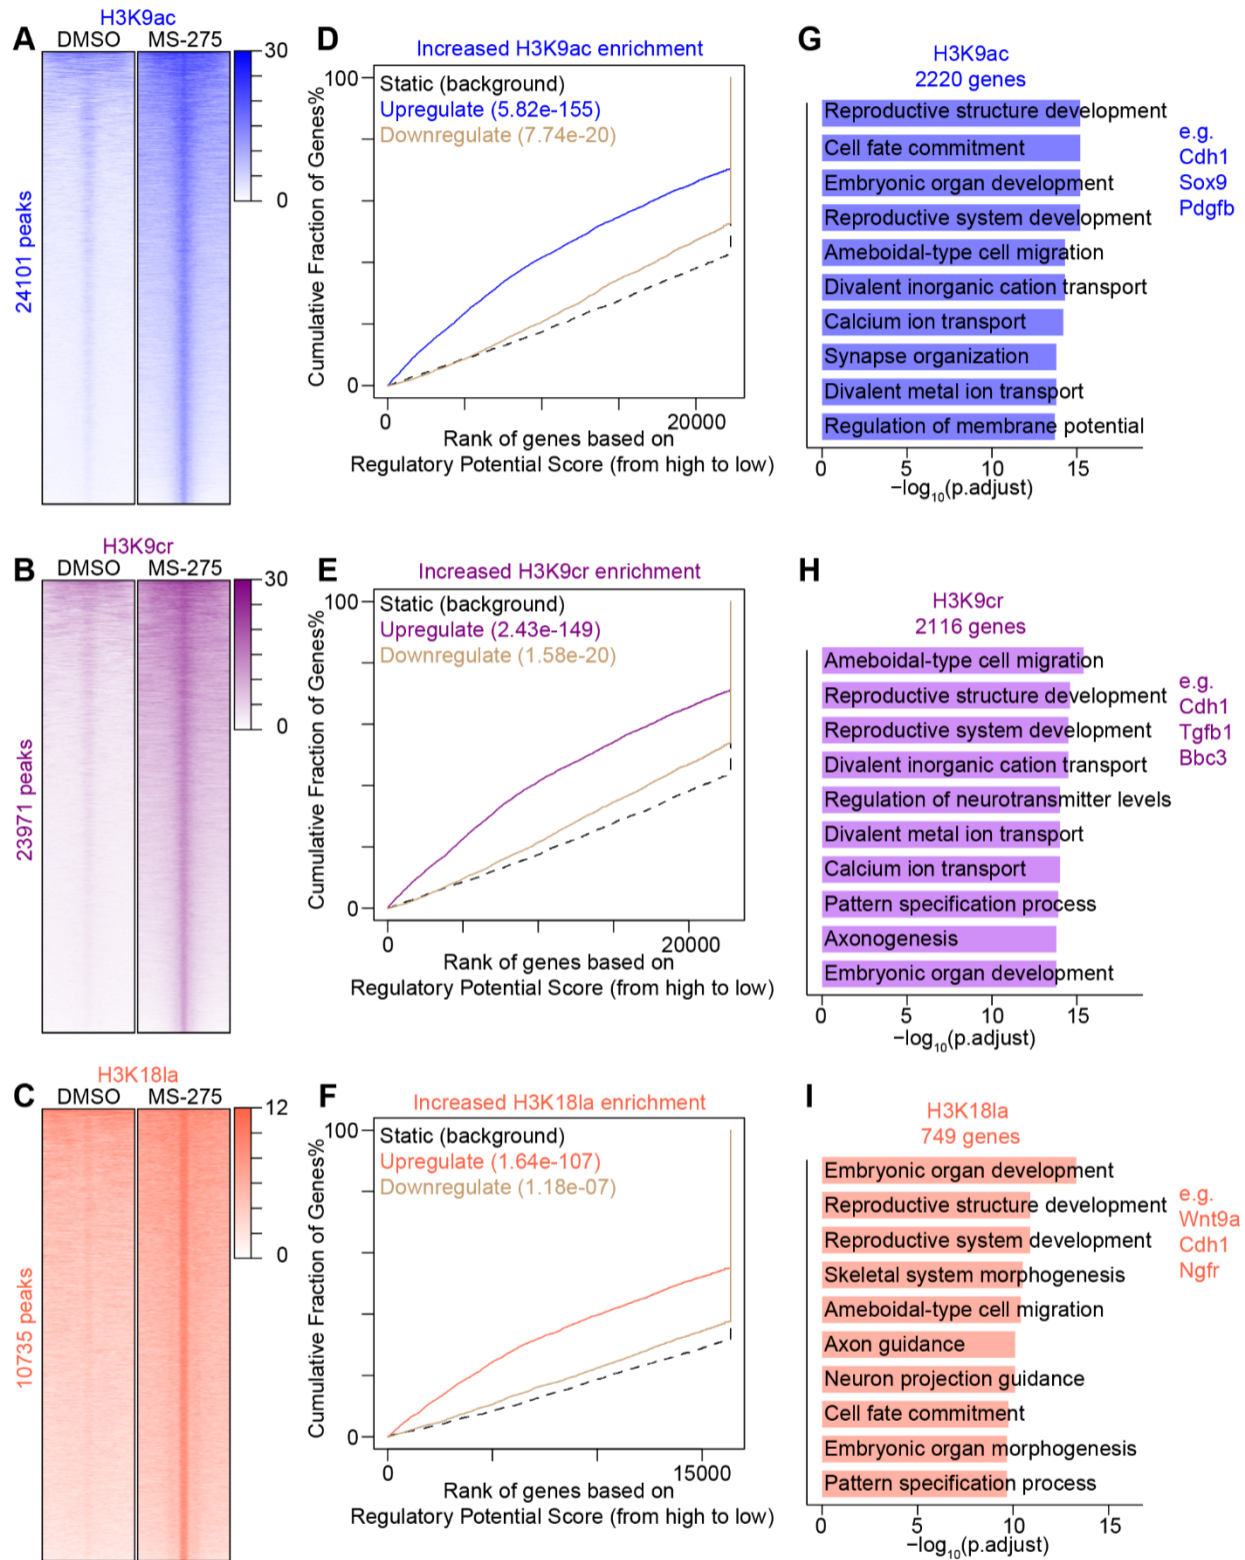 A
H3K9ac
DMSO MS-275
30
0
24101 peaks
D
Increased H3K9ac enrichment
Static (background)
Upregulate (5.82e-155)
Downregulate (7.74e-20)
100
0
Cumulative Fraction of Genes%
0 20000
Rank of genes based on
Regulatory Potential Score (from high to low)
G
H3K9ac
2220 genes
Reproductive structure development
Cell fate commitment
Embryonic organ development
Reproductive system development
Ameboidal-type cell migration
Divalent inorganic cation transport
Calcium ion transport
Synapse organization
Divalent metal ion transport
Regulation of membrane potential
0 5 10 15
−log10(p.adjust)
e.g.
Cdh1
Sox9
Pdgfb
B
H3K9cr
DMSO MS-275
30
0
23971 peaks
E
Increased H3K9cr enrichment
Static (background)
Upregulate (2.43e-149)
Downregulate (1.58e-20)
100
0
Cumulative Fraction of Genes%
0 20000
Rank of genes based on
Regulatory Potential Score (from high to low)
H
H3K9cr
2116 genes
Ameboidal-type cell migration
Reproductive structure development
Reproductive system development
Divalent inorganic cation transport
Regulation of neurotransmitter levels
Divalent metal ion transport
Calcium ion transport
Pattern specification process
Axonogenesis
Embryonic organ development
0 5 10 15
−log10(p.adjust)
e.g.
Cdh1
Tgfb1
Bbc3
C
H3K18la
DMSO MS-275
12
0
10735 peaks
F
Increased H3K18la enrichment
Static (background)
Upregulate (1.64e-107)
Downregulate (1.18e-07)
100
0
Cumulative Fraction of Genes%
0 15000
Rank of genes based on
Regulatory Potential Score (from high to low)
I
H3K18la
749 genes
Embryonic organ development
Reproductive structure development
Reproductive system development
Skeletal system morphogenesis
Ameboidal-type cell migration
Axon guidance
Neuron projection guidance
Cell fate commitment
Embryonic organ morphogenesis
Pattern specification process
0 5 10 15
−log10(p.adjust)
e.g.
Wnt9a
Cdh1
Ngfr